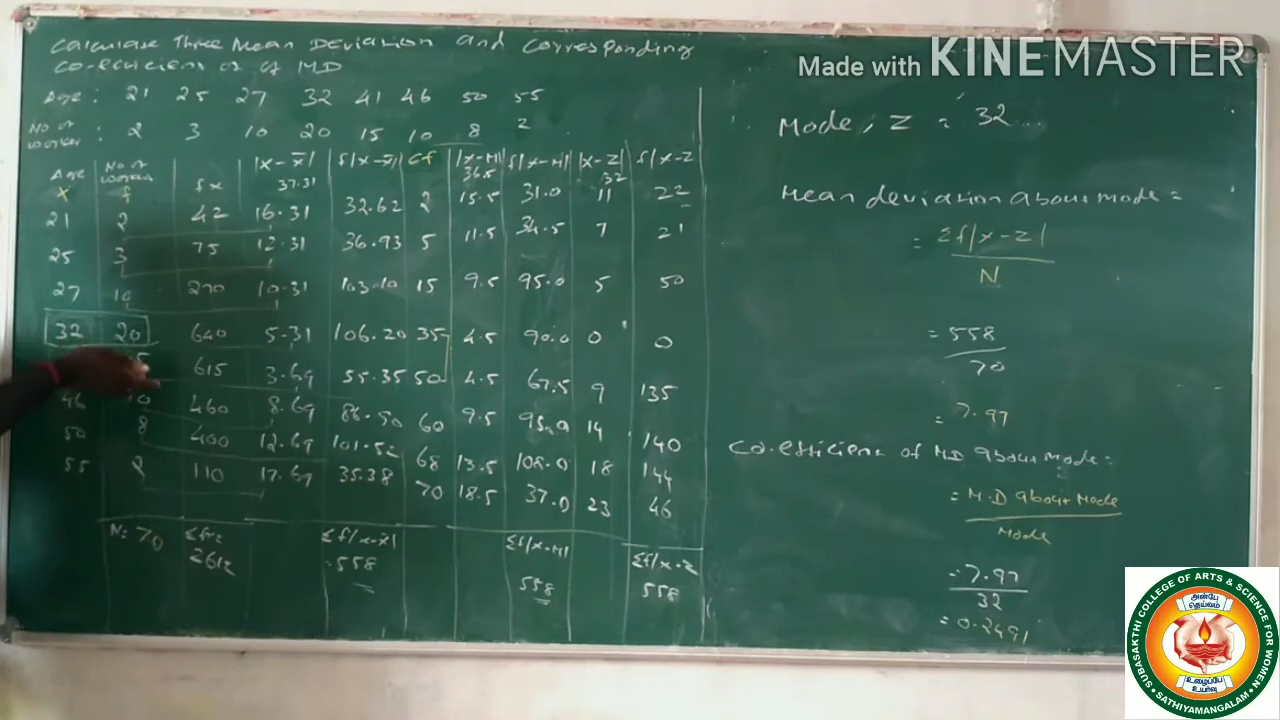 Calculate Three Mean Deviation and Corresponding
Co-efficient of of MD
Age : 21 25 27 32 41 46 50 55
No of worker : 2 3 10 20 15 10 8 2
Age x | No of workers f | fx | |x-x̄| 37.31 | f|x-x̄| | cf | |x-M| 36.5 | f|x-M| | |x-Z| 32 | f|x-Z
21 2 42 16.31 32.62 2 15.5 31.0 11 22
25 3 75 12.31 36.93 5 11.5 34.5 7 21
27 10 270 10.31 103.10 15 9.5 95.0 5 50
32 20 640 5.31 106.20 35 4.5 90.0 0 0
5 615 3.69 55.35 50 4.5 67.5 9 135
46 10 460 8.69 86.90 60 9.5 95.0 14 140
50 8 400 12.69 101.52 68 13.5 108.0 18 144
55 2 110 17.69 35.38 70 18.5 37.0 23 46
N: 70 Σfx: 2612 Σf|x-x̄| :558 Σf|x-M| 558 Σf|x-Z 558
Mode, Z = 32
Mean deviation about mode =
= Σf|x-Z|
N
= 558
70
= 7.97
Co-efficient of MD about mode =
= M.D about Mode
Mode
= 7.97
32
= 0.2491
Made with KINEMASTER
SUBASAKTHI COLLEGE OF ARTS & SCIENCE FOR WOMEN
அன்பே
தெய்வம்
உழைப்பே
உயர்வு
SATHIYAMANGALAM